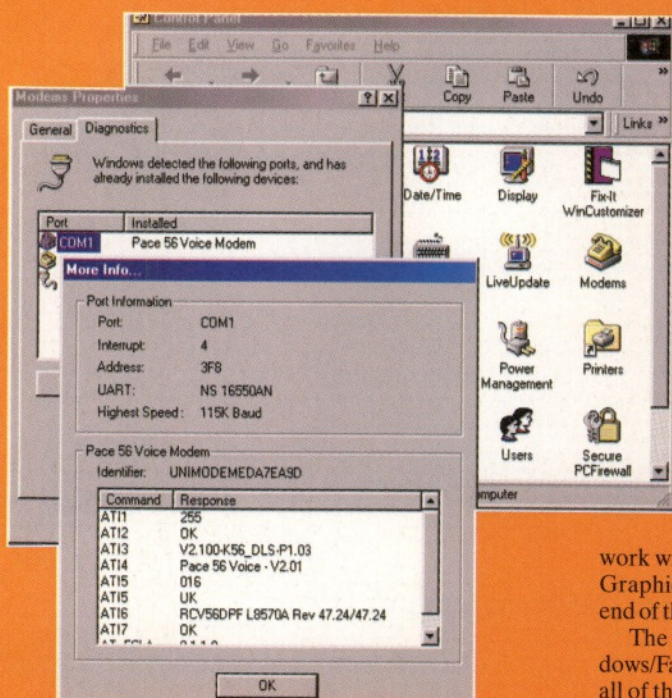 Control Panel
File Edit View Go Favorites Help
Copy Paste Undo
Links »
Modems Properties
General Diagnostics
Windows detected the following ports, and has
already installed the following devices:
Port Installed
COM1 Pace 56 Voice Modem
Date/Time Display Fix-It
WinCustomizer
LiveUpdate Modems
Power
Management Printers
Users Secure
PCFirewall
More Info...
Port Information
Port: COM1
Interrupt: 4
Address: 3F8
UART: NS 16550AN
Highest Speed: 115K Baud
Pace 56 Voice Modem
Identifier: UNIMODEMEDA7EA9D
Command Response
ATI1 255
ATI2 OK
ATI3 V2.100-K56_DLS-P1.03
ATI4 Pace 56 Voice - V2.01
ATI5 016
ATI5 UK
ATI6 RCV56DPF L8570A Rev 47.24/47.24
ATI7 OK
OK
work w
Graphi
end of th
The
dows/Fa
all of th